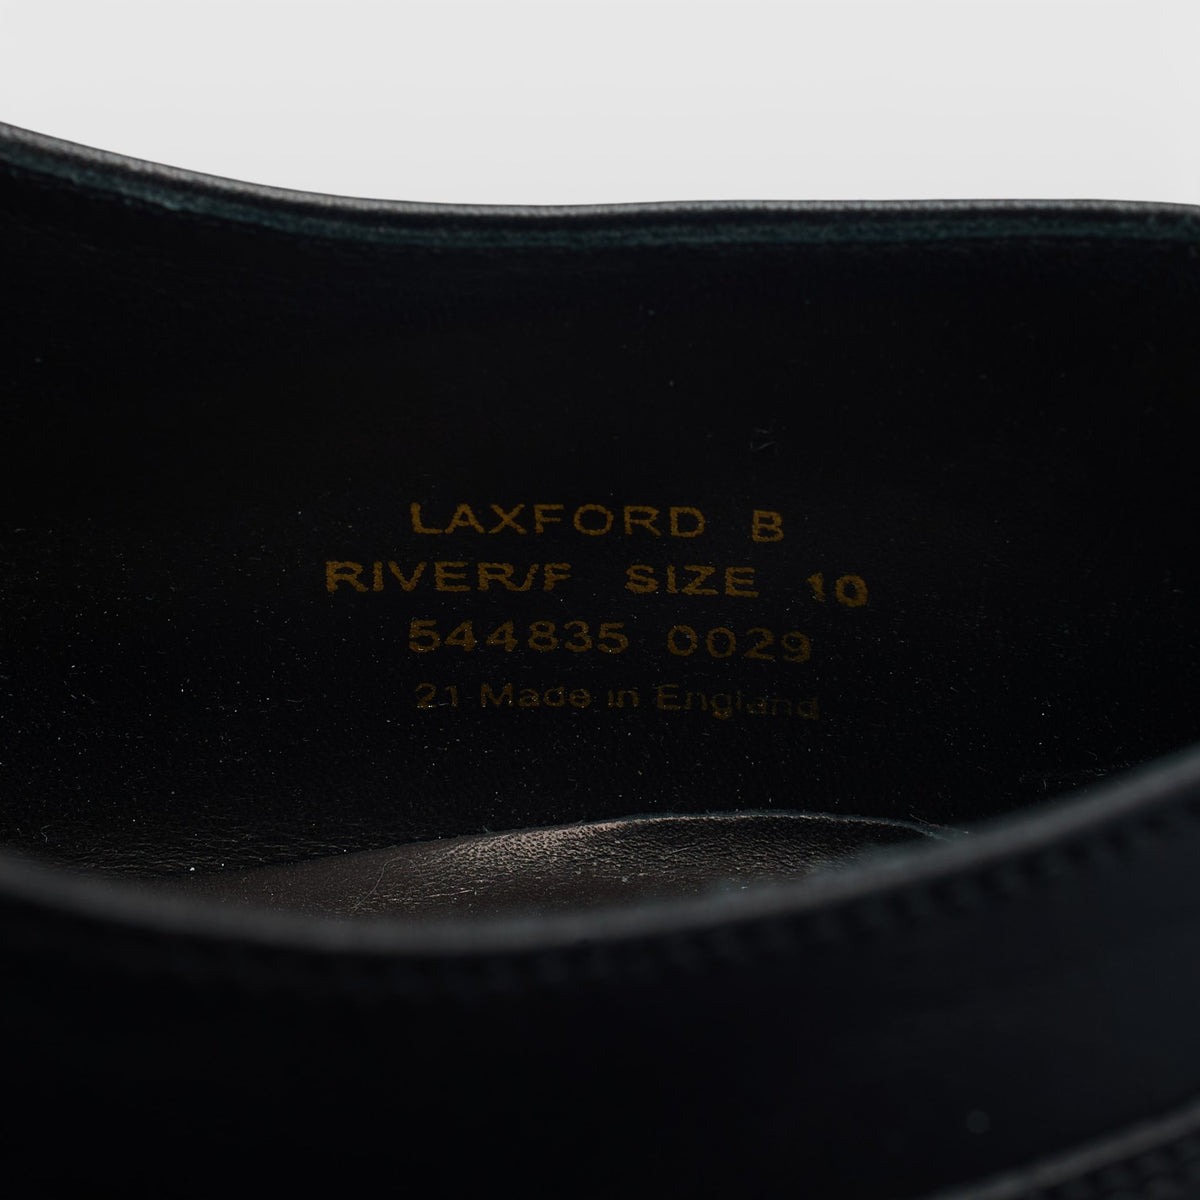 LAXFORD B
RIVER/F SIZE 10
544835 0029
21 Made in England